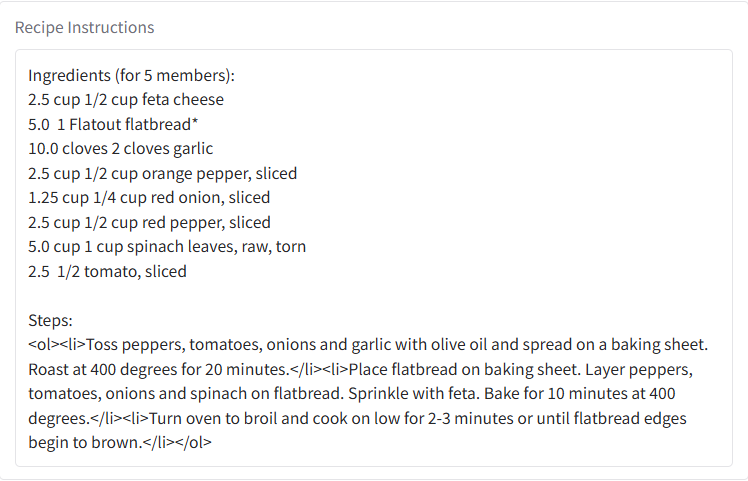 Recipe Instructions
Ingredients (for 5 members):
2.5 cup 1/2 cup feta cheese
5.0  1 Flatout flatbread*
10.0 cloves 2 cloves garlic
2.5 cup 1/2 cup orange pepper, sliced
1.25 cup 1/4 cup red onion, sliced
2.5 cup 1/2 cup red pepper, sliced
5.0 cup 1 cup spinach leaves, raw, torn
2.5  1/2 tomato, sliced

Steps:
<ol><li>Toss peppers, tomatoes, onions and garlic with olive oil and spread on a baking sheet.
Roast at 400 degrees for 20 minutes.</li><li>Place flatbread on baking sheet. Layer peppers,
tomatoes, onions and spinach on flatbread. Sprinkle with feta. Bake for 10 minutes at 400
degrees.</li><li>Turn oven to broil and cook on low for 2-3 minutes or until flatbread edges
begin to brown.</li></ol>